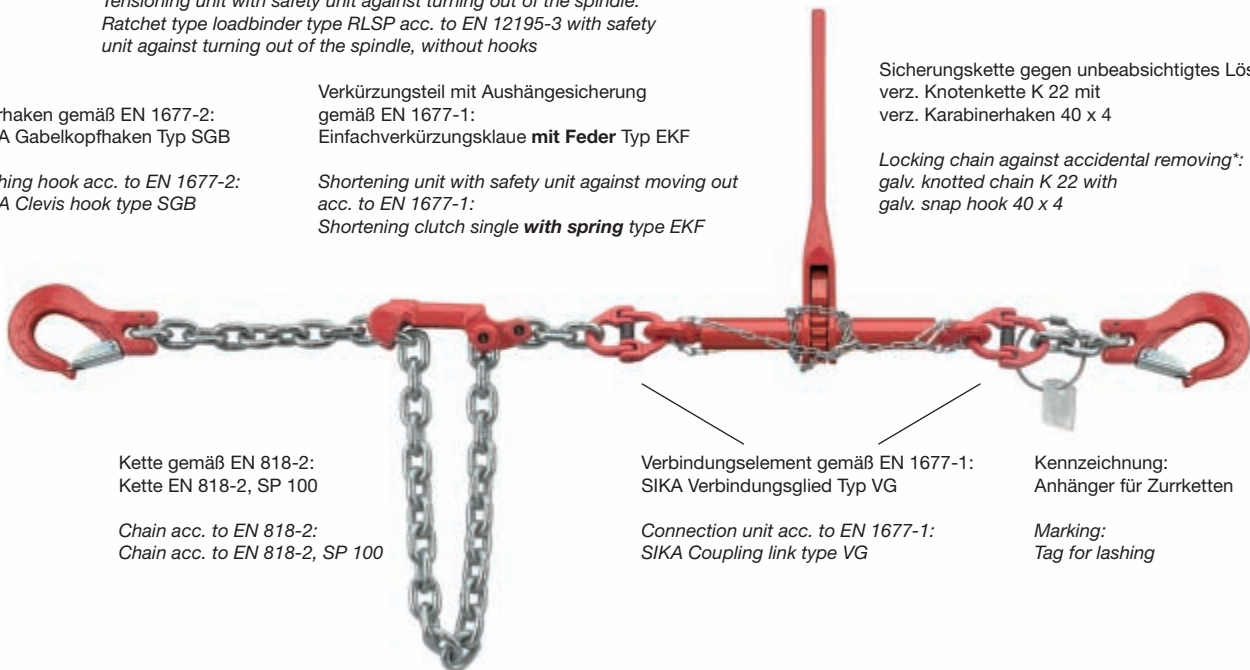 Tensioning unit with safety unit against turning out of the spindle.
Ratchet type loadbinder type RLSP acc. to EN 12195-3 with safety
unit against turning out of the spindle, without hooks
gemäß EN 1677-2:
Gabelkopfhaken Typ SGB
hook acc. to EN 1677-2:
Clevis hook type SGB
Verkürzungsteil mit Aushängesicherung
gemäß EN 1677-1:
Einfachverkürzungsklaue mit Feder Typ EKF
Shortening unit with safety unit against moving out
acc. to EN 1677-1:
Shortening clutch single with spring type EKF
Sicherungskette gegen unbeabsichtigtes
verz. Knotenkette K 22 mit
verz. Karabinerhaken 40 x 4
Locking chain against accidental removing*:
galv. knotted chain K 22 with
galv. snap hook 40 x 4
Kette gemäß EN 818-2:
Kette EN 818-2, SP 100
Chain acc. to EN 818-2:
Chain acc. to EN 818-2, SP 100
Verbindungselement gemäß EN 1677-1:
SIKA Verbindungsglied Typ VG
Connection unit acc. to EN 1677-1:
SIKA Coupling link type VG
Kennzeichnung:
Anhänger für Zurrketten
Marking:
Tag for lashing